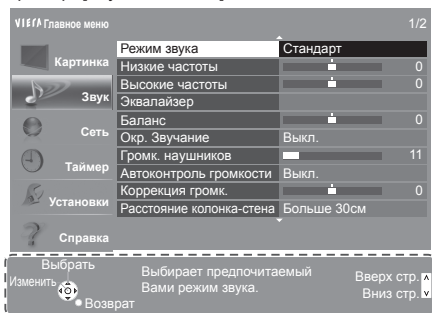 VIErA Главное меню 1/2
Картинка
Звук
Сеть
Таймер
Установки
Справка
Режим звука Стандарт
Низкие частоты 0
Высокие частоты 0
Эквалайзер
Баланс 0
Окр. Звучание Выкл.
Громк. наушников 11
Автоконтроль громкости Выкл.
Коррекция громк. 0
Расстояние колонка-стена Больше 30см
Выбрать
Изменить
Возврат
Выбирает предпочитаемый
Вами режим звука.
Вверх стр.
Вниз стр.